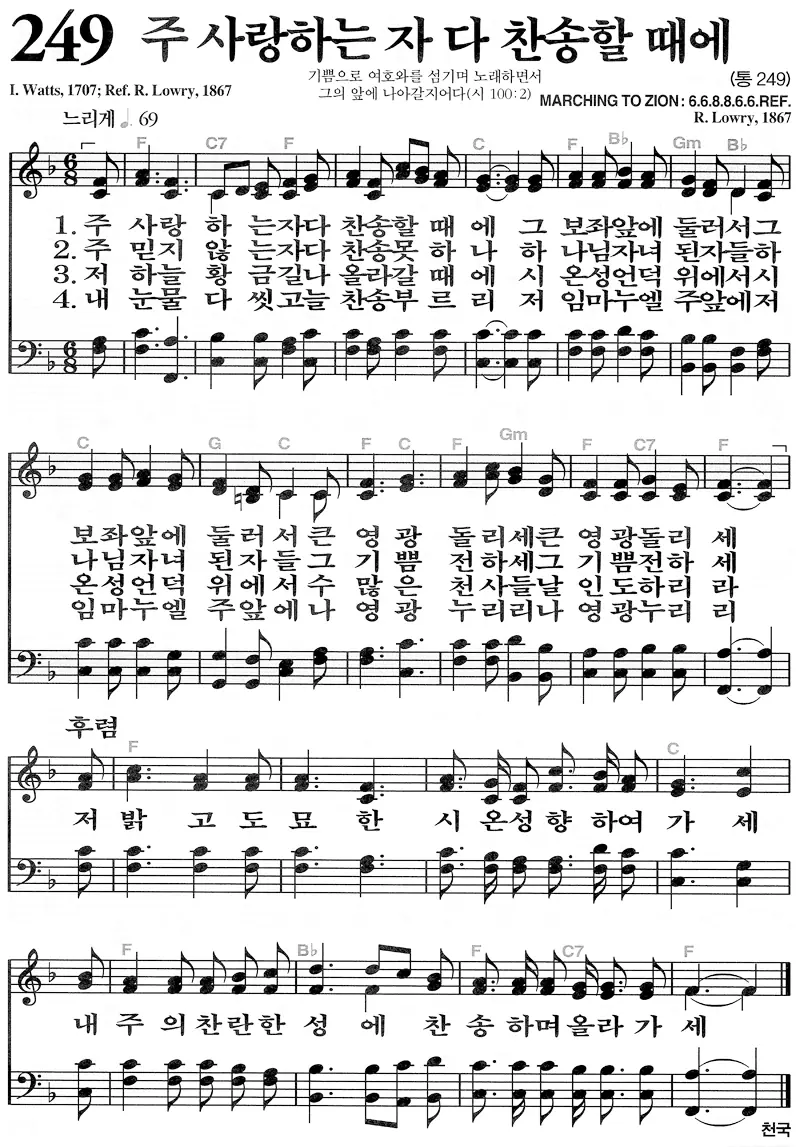 249 주 사랑하는 자 다 찬송할 때에
기쁨으로 여호와를 섬기며 노래하면서 (통 249)
I. Watts, 1707; Ref. R. Lowry, 1867 그의 앞에 나아갈지어다(시 100:2) MARCHING TO ZION : 6.6.8.8.6.6.REF.
느리게 ♩. 69 R. Lowry, 1867
F C7 F C F B♭ Gm B♭
6 8
1. 주 사랑 하 는자다 찬송할 때 에 그 보좌앞에 둘러서그
2. 주 믿지 않 는자다 찬송못 하 나 하 나님자녀 된자들하
3. 저 하늘 황 금길나 올라갈 때 에 시 온성언덕 위에서시
4. 내 눈물 다 씻고늘 찬송부 르 리 저 임마누엘 주앞에저
6 8
C G C F C F Gm F C7 F
보좌앞에 둘러서큰 영 광 돌리세큰 영광돌리 세
나님자녀 된자들그 기 쁨 전하세그 기쁨전하 세
온성언덕 위에서수 많 은 천사들날 인도하리 라
임마누엘 주앞에나 영 광 누리리나 영광누리 리
후렴
F C
저 밝 고 도 묘 한 시 온성향 하여 가 세
F B♭ F C7 F
내 주 의찬란한 성 에 찬 송 하며올라가 세
천국